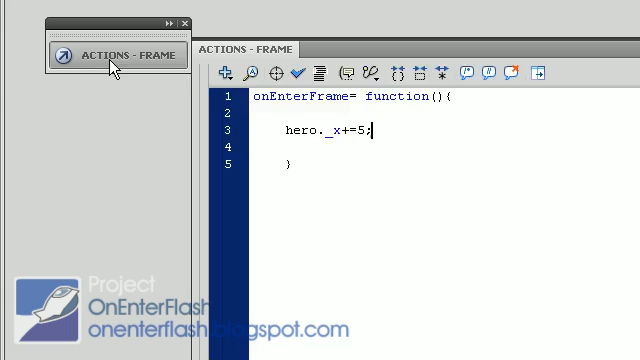 ACTIONS - FRAME
ACTIONS - FRAME
1 onEnterFrame= function(){
2
3 hero._x+=5;
4
5 }
Project
OnEnterFlash
onenterflash.blogspot.com